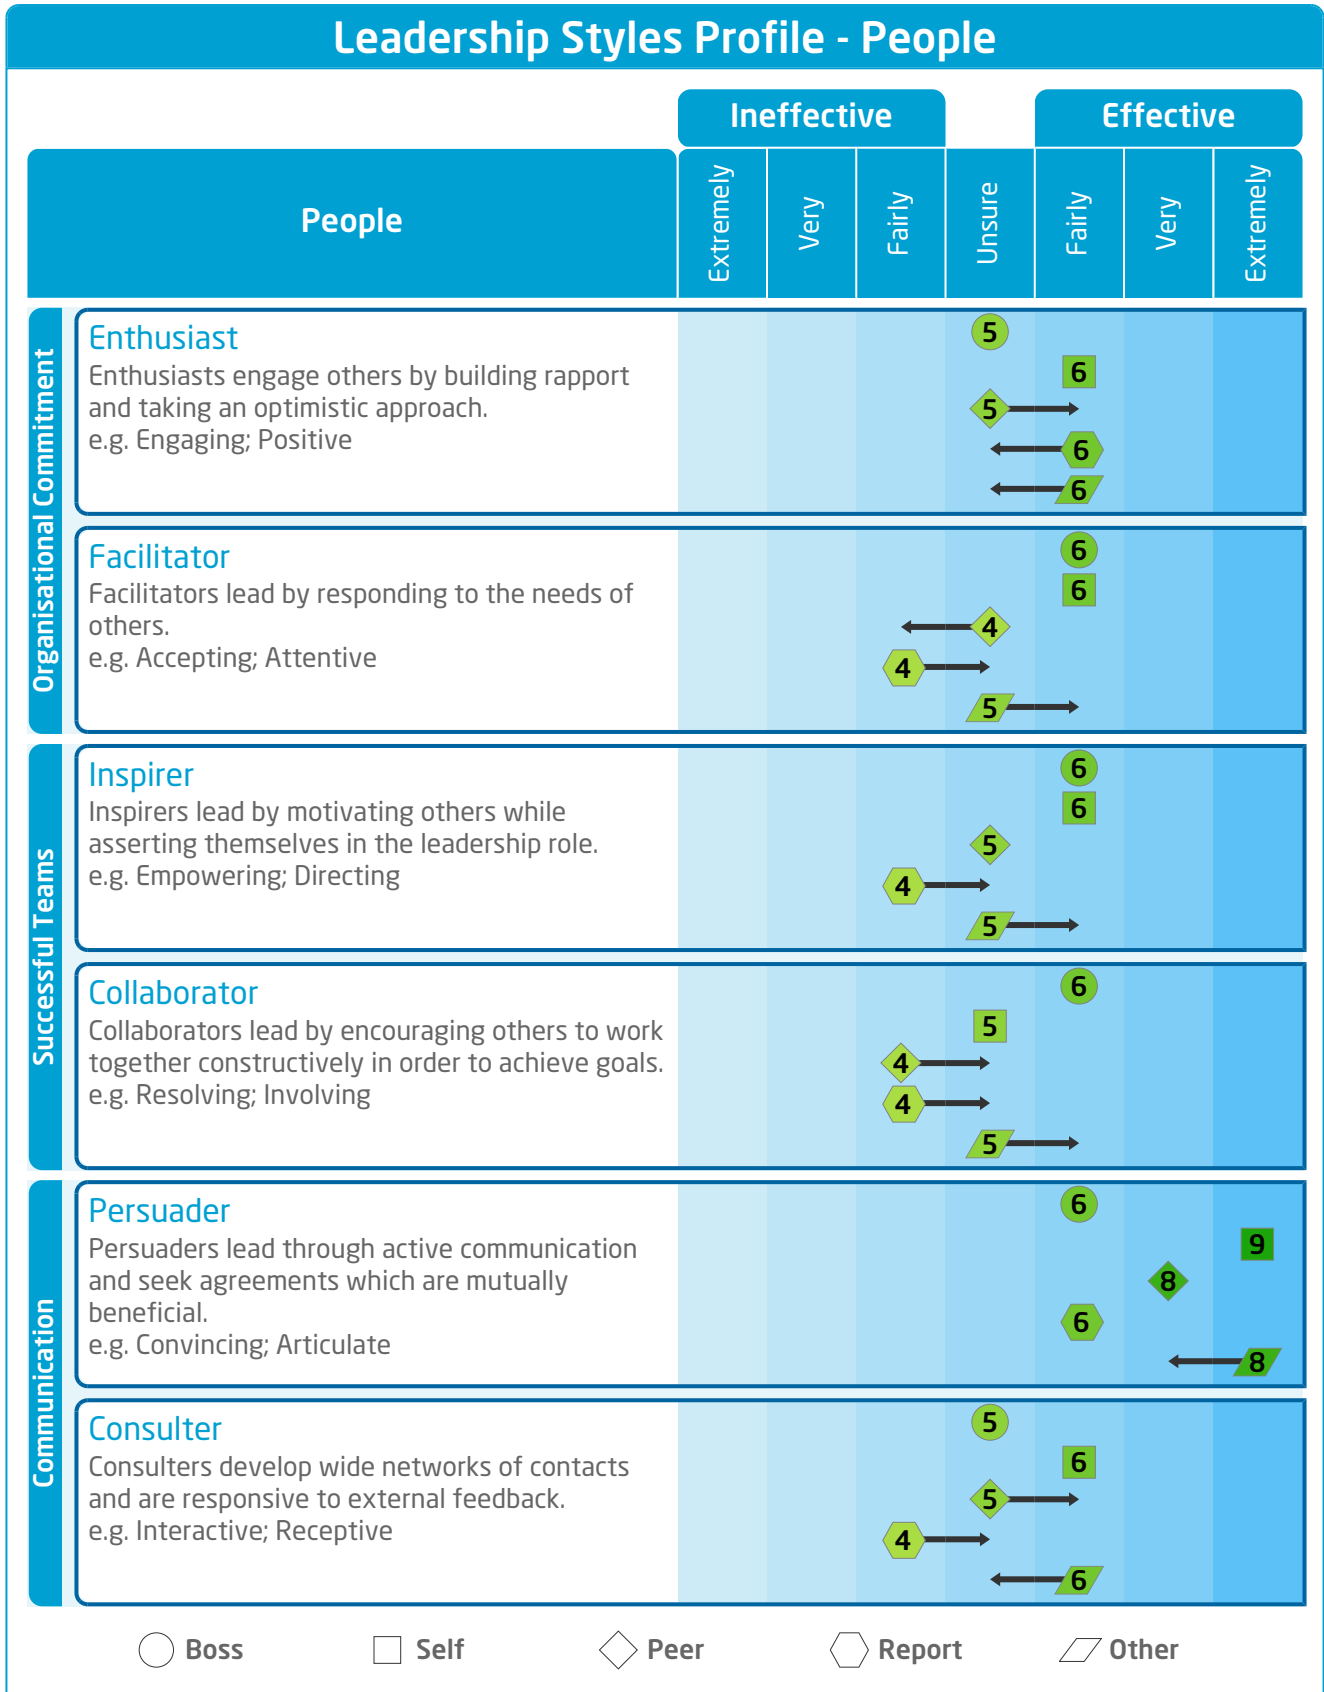 Leadership Styles Profile - People
Ineffective
Effective
People
Extremely
Very
Fairly
Unsure
Fairly
Very
Extremely
Organisational Commitment
Enthusiast
Enthusiasts engage others by building rapport
and taking an optimistic approach.
e.g. Engaging; Positive
5
6
5
6
6
Facilitator
Facilitators lead by responding to the needs of
others.
e.g. Accepting; Attentive
6
6
4
4
5
Successful Teams
Inspirer
Inspirers lead by motivating others while
asserting themselves in the leadership role.
e.g. Empowering; Directing
6
6
5
4
5
Collaborator
Collaborators lead by encouraging others to work
together constructively in order to achieve goals.
e.g. Resolving; Involving
6
5
4
4
5
Communication
Persuader
Persuaders lead through active communication
and seek agreements which are mutually
beneficial.
e.g. Convincing; Articulate
6
9
8
6
8
Consulter
Consulters develop wide networks of contacts
and are responsive to external feedback.
e.g. Interactive; Receptive
5
6
5
4
6
Boss
Self
Peer
Report
Other